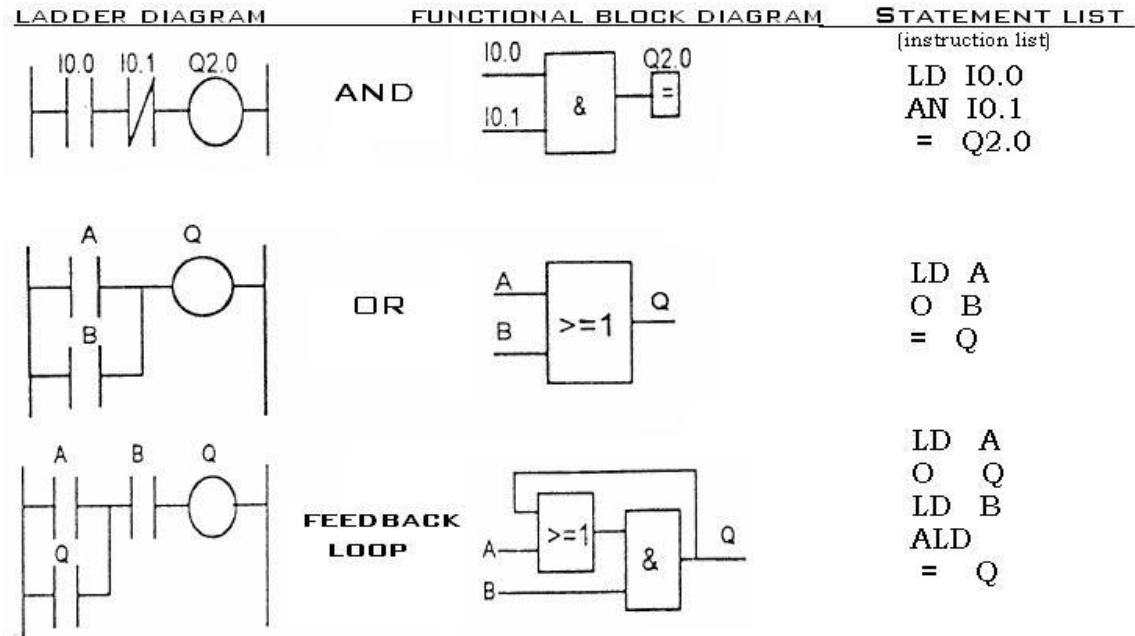 LADDER DIAGRAM FUNCTIONAL BLOCK DIAGRAM STATEMENT LIST
(instruction list)
I0.0 I0.1 Q2.0
AND
I0.0 Q2.0
& =
I0.1
LD I0.0
AN I0.1
= Q2.0
A Q
B
OR
A
B >=1 Q
LD A
O B
= Q
A B Q
Q
FEEDBACK
LOOP
>=1
A & Q
B
LD A
O Q
LD B
ALD
= Q